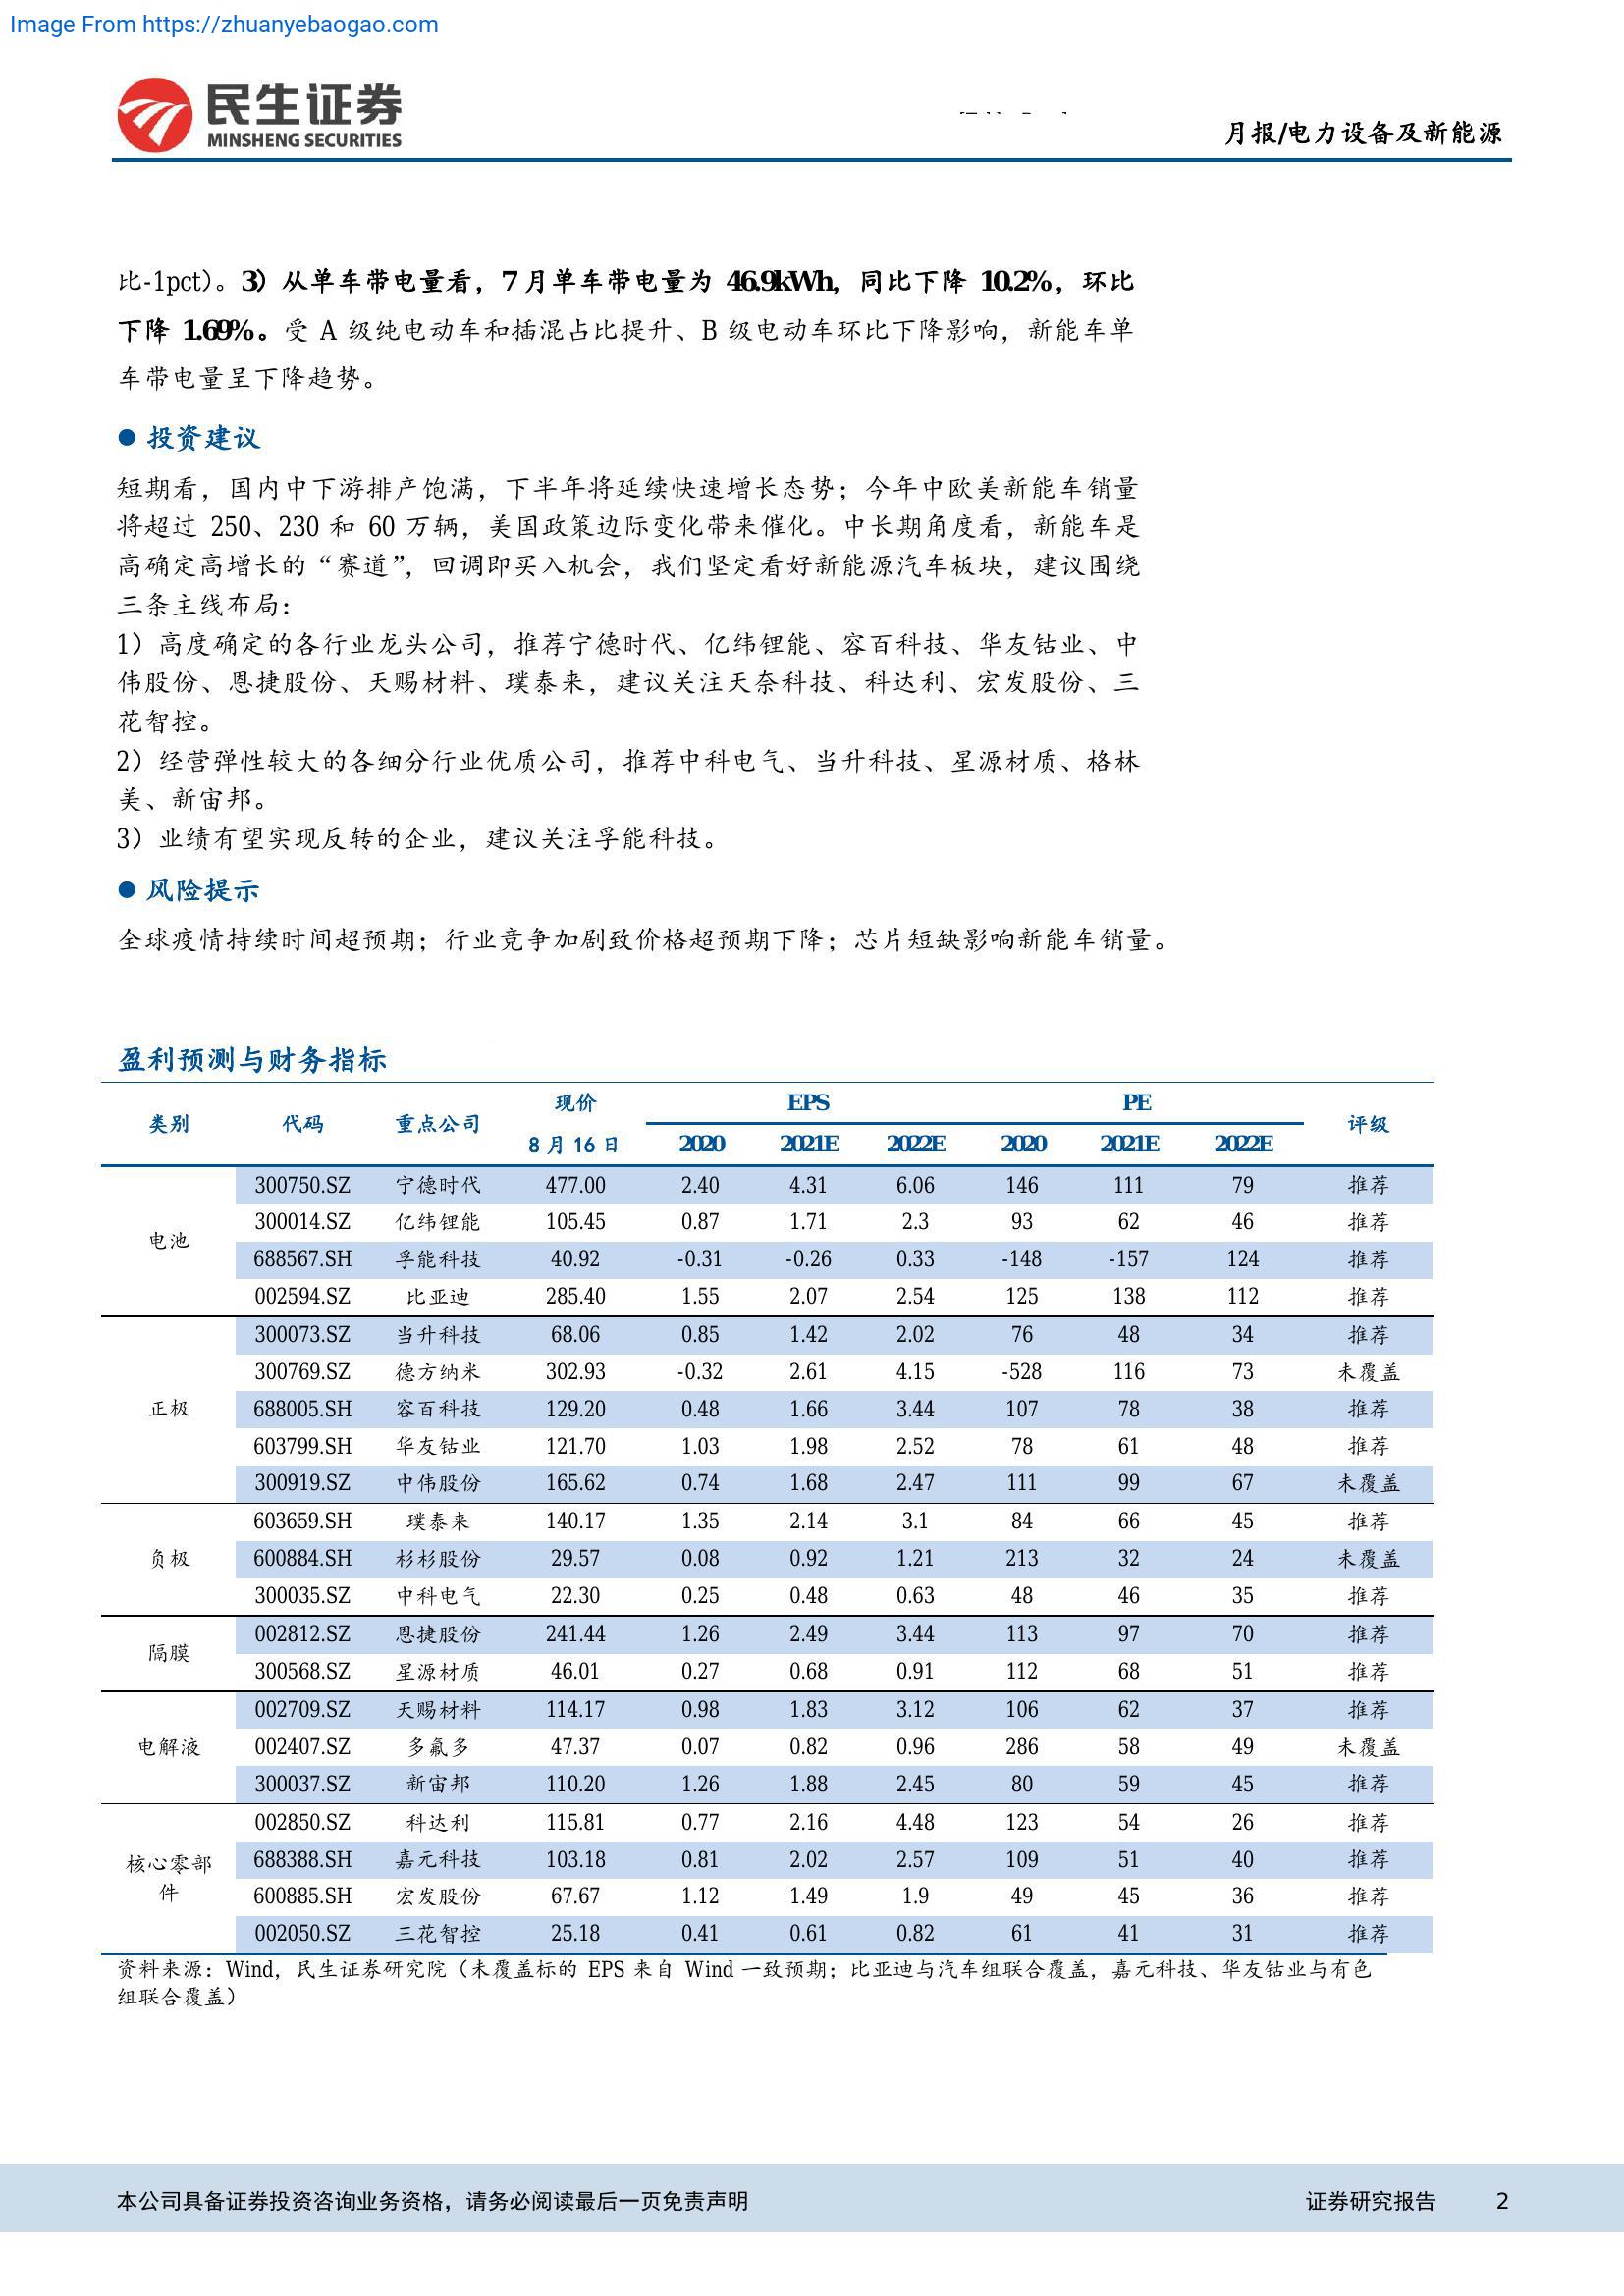 Image From https://zhuanyebaogao.com
民生证券
MINSHENG SECURITIES
月报/电力设备及新能源
比-1pct）。3）从单车带电量看，7 月单车带电量为 46.9kWh，同比下降 10.2%，环比
下降 1.69%。受 A 级纯电动车和插混占比提升、B 级电动车环比下降影响，新能车单
车带电量呈下降趋势。
● 投资建议
短期看，国内中下游排产饱满，下半年将延续快速增长态势；今年中欧美新能车销量
将超过 250、230 和 60 万辆，美国政策边际变化带来催化。中长期角度看，新能车是
高确定高增长的“赛道”，回调即买入机会，我们坚定看好新能源汽车板块，建议围绕
三条主线布局：
1）高度确定的各行业龙头公司，推荐宁德时代、亿纬锂能、容百科技、华友钴业、中
伟股份、恩捷股份、天赐材料、璞泰来，建议关注天奈科技、科达利、宏发股份、三
花智控。
2）经营弹性较大的各细分行业优质公司，推荐中科电气、当升科技、星源材质、格林
美、新宙邦。
3）业绩有望实现反转的企业，建议关注孚能科技。
● 风险提示
全球疫情持续时间超预期；行业竞争加剧致价格超预期下降；芯片短缺影响新能车销量。
盈利预测与财务指标
类别 代码 重点公司 现价 EPS PE 评级
8 月 16 日 2020 2021E 2022E 2020 2021E 2022E
电池
300750.SZ 宁德时代 477.00 2.40 4.31 6.06 146 111 79 推荐
300014.SZ 亿纬锂能 105.45 0.87 1.71 2.3 93 62 46 推荐
688567.SH 孚能科技 40.92 -0.31 -0.26 0.33 -148 -157 124 推荐
002594.SZ 比亚迪 285.40 1.55 2.07 2.54 125 138 112 推荐
正极
300073.SZ 当升科技 68.06 0.85 1.42 2.02 76 48 34 推荐
300769.SZ 德方纳米 302.93 -0.32 2.61 4.15 -528 116 73 未覆盖
688005.SH 容百科技 129.20 0.48 1.66 3.44 107 78 38 推荐
603799.SH 华友钴业 121.70 1.03 1.98 2.52 78 61 48 推荐
300919.SZ 中伟股份 165.62 0.74 1.68 2.47 111 99 67 未覆盖
负极
603659.SH 璞泰来 140.17 1.35 2.14 3.1 84 66 45 推荐
600884.SH 杉杉股份 29.57 0.08 0.92 1.21 213 32 24 未覆盖
300035.SZ 中科电气 22.30 0.25 0.48 0.63 48 46 35 推荐
隔膜
002812.SZ 恩捷股份 241.44 1.26 2.49 3.44 113 97 70 推荐
300568.SZ 星源材质 46.01 0.27 0.68 0.91 112 68 51 推荐
电解液
002709.SZ 天赐材料 114.17 0.98 1.83 3.12 106 62 37 推荐
002407.SZ 多氟多 47.37 0.07 0.82 0.96 286 58 49 未覆盖
300037.SZ 新宙邦 110.20 1.26 1.88 2.45 80 59 45 推荐
核心零部
件
002850.SZ 科达利 115.81 0.77 2.16 4.48 123 54 26 推荐
688388.SH 嘉元科技 103.18 0.81 2.02 2.57 109 51 40 推荐
600885.SH 宏发股份 67.67 1.12 1.49 1.9 49 45 36 推荐
002050.SZ 三花智控 25.18 0.41 0.61 0.82 61 41 31 推荐
资料来源：Wind，民生证券研究院（未覆盖标的 EPS 来自 Wind 一致预期；比亚迪与汽车组联合覆盖，嘉元科技、华友钴业与有色
组联合覆盖）
本公司具备证券投资咨询业务资格，请务必阅读最后一页免责声明
证券研究报告 2